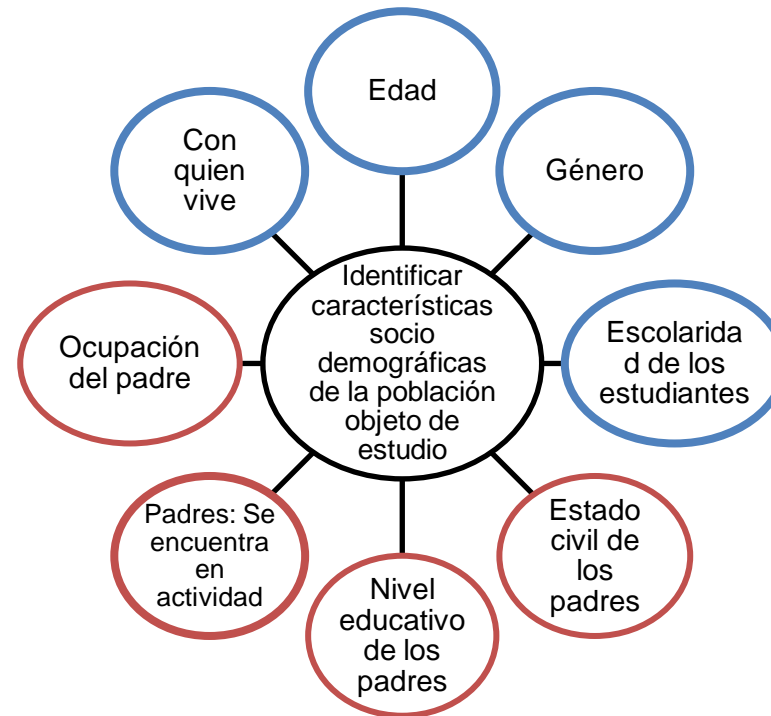 Edad
Género
Escolarida
d de los
estudiantes
Estado
civil de
los
padres
Nivel
educativo
de los
padres
Padres: Se
encuentra
en
actividad
Ocupación
del padre
Con
quien
vive
Identificar
características
socio
demográficas
de la población
objeto de
estudio